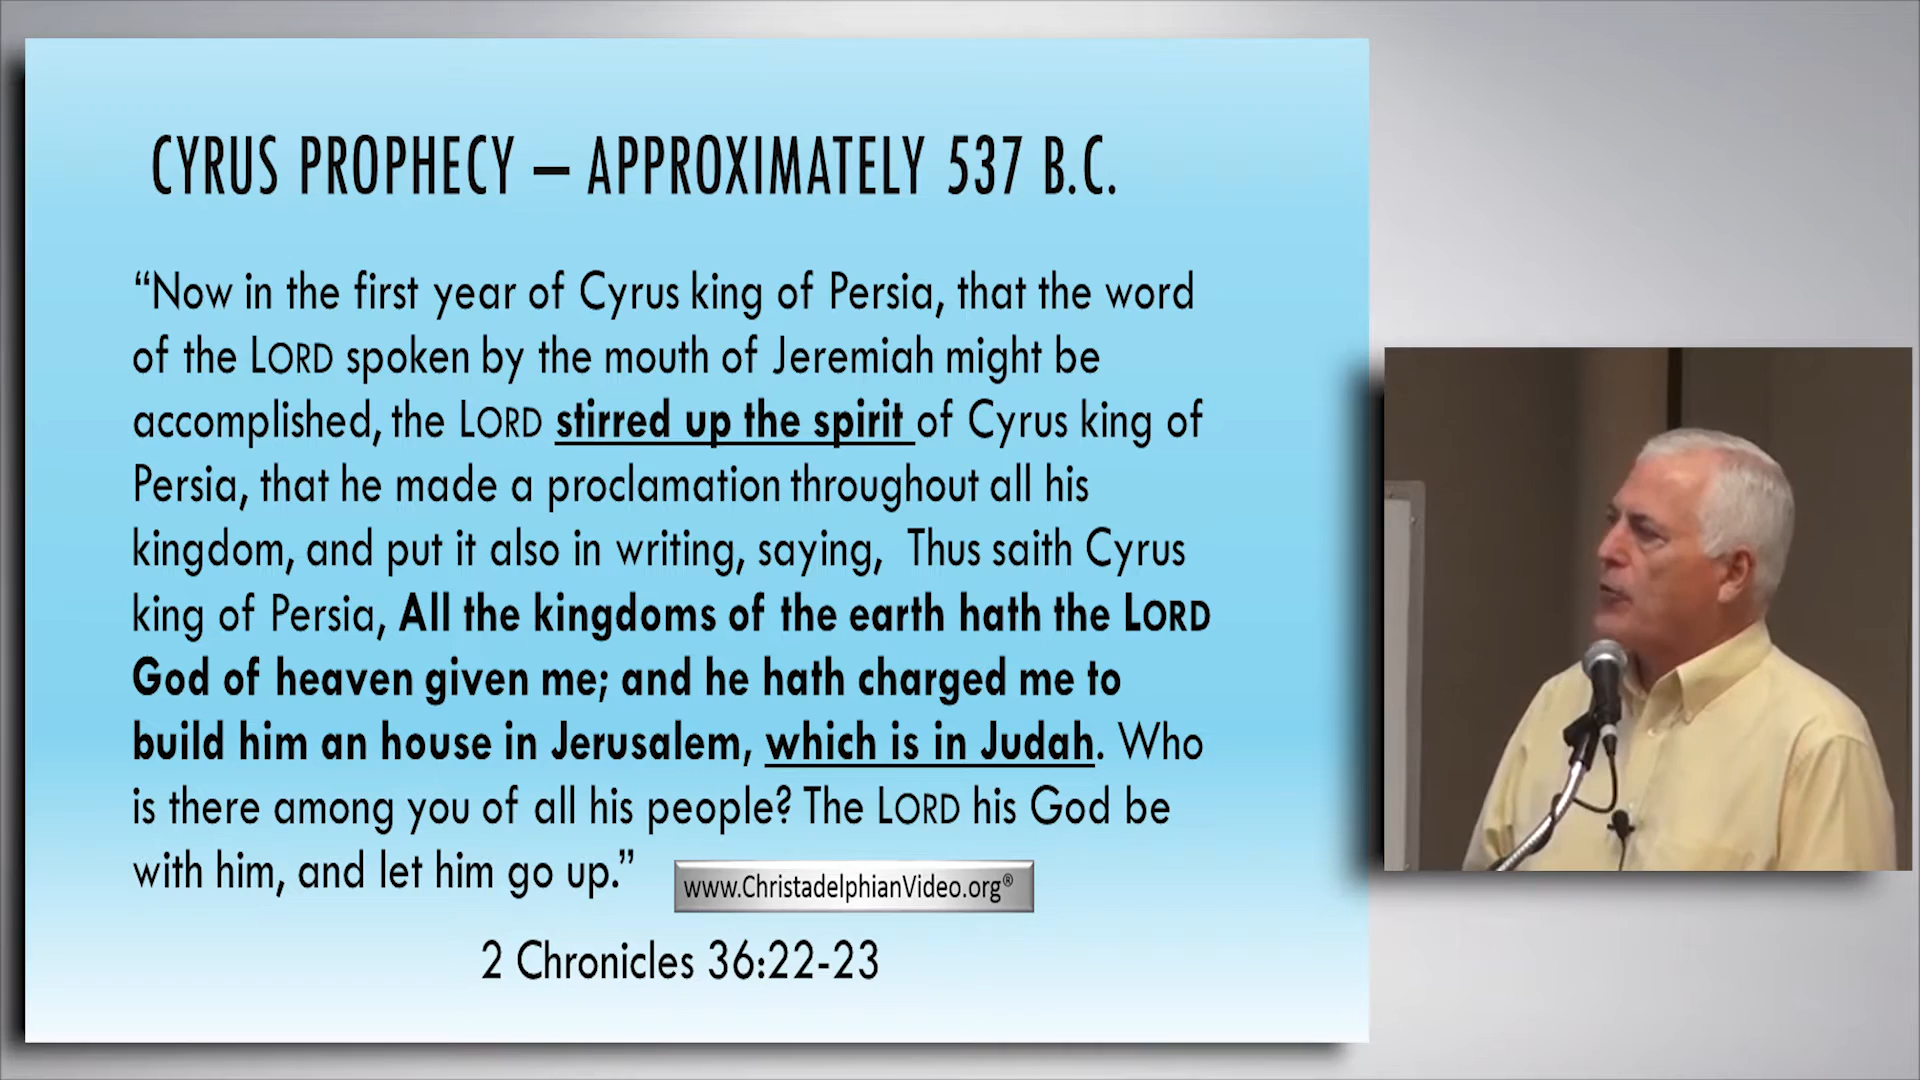 CYRUS PROPHECY – APPROXIMATELY 537 B.C.
“Now in the first year of Cyrus king of Persia, that the word
of the LORD spoken by the mouth of Jeremiah might be
accomplished, the LORD stirred up the spirit of Cyrus king of
Persia, that he made a proclamation throughout all his
kingdom, and put it also in writing, saying,  Thus saith Cyrus
king of Persia, All the kingdoms of the earth hath the LORD
God of heaven given me; and he hath charged me to
build him an house in Jerusalem, which is in Judah. Who
is there among you of all his people? The LORD his God be
with him, and let him go up.”
www.ChristadelphianVideo.org®
2 Chronicles 36:22-23